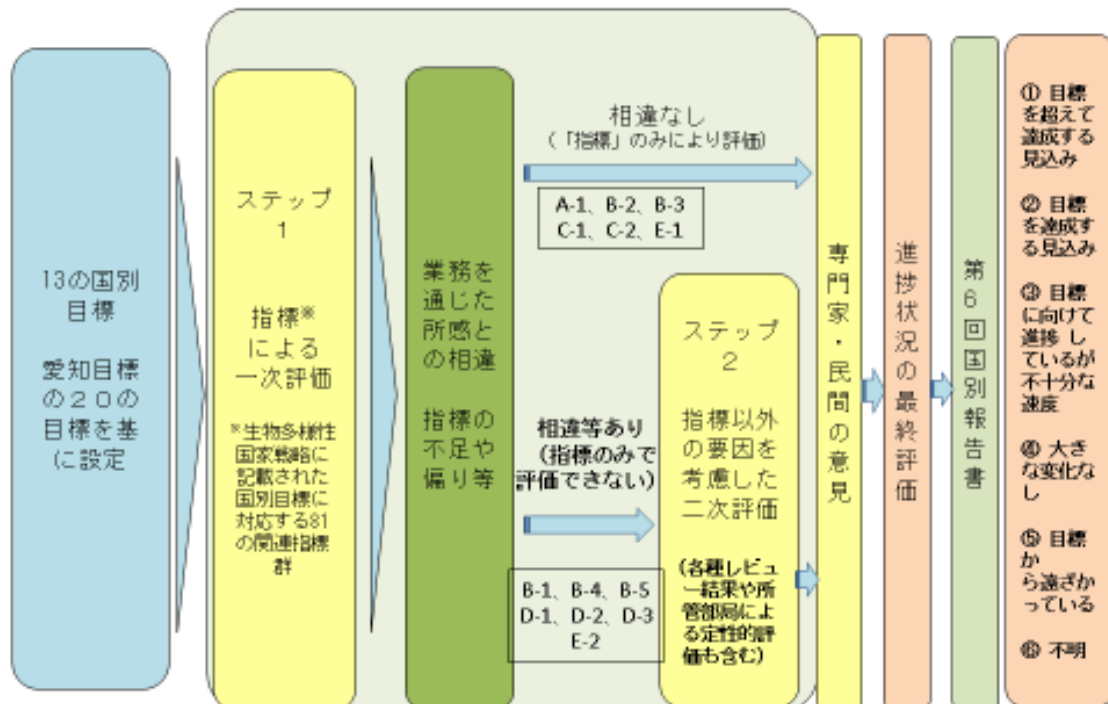 13の国別
目標
愛知目標
の20の
目標を基
に設定
ステップ
1
指標※
による
一次評価
※生物多様性
国家戦略に
記載された
国別目標に
対応する81
の関連指標
群
業務を
通じた
所感と
の相違
指標の
不足や
偏り等
相違なし
(「指標」のみにより評価)
A-1、B-2、B-3
C-1、C-2、E-1
相違等あり
(指標のみで
評価できない)
B-1、B-4、B-5
D-1、D-2、D-3
E-2
ステップ
2
指標以外
の要因を
考慮した
二次評価
(各種レビュ
ー結果や所
管部局によ
る定性的評
価も含む)
専門家・民間の意見
進捗状況の最終評価
第6回国別報告書
① 目標
を超えて
達成する
見込み
② 目標
を達成す
る見込み
③ 目標
に向けて
進捗 し
ているが
不十分な
速度
④ 大き
な変化な
し
⑤ 目標
か
ら遠ざか
っている
⑥ 不明